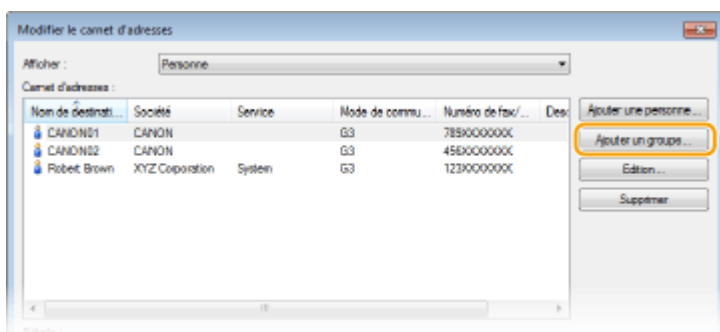 Modifier le carnet d'adresses
Afficher : Personne
Carnet d'adresses :
Nom de destinati... Société Service Mode de commu... Numéro de fax/... Desc
Ajouter une personne...
CANON01 CANON G3 789XXXXXXX
Ajouter un groupe...
CANON02 CANON G3 456XXXXXXX
Robert Brown XYZ Corporation System G3 123XXXXXXX
Edition...
Supprimer